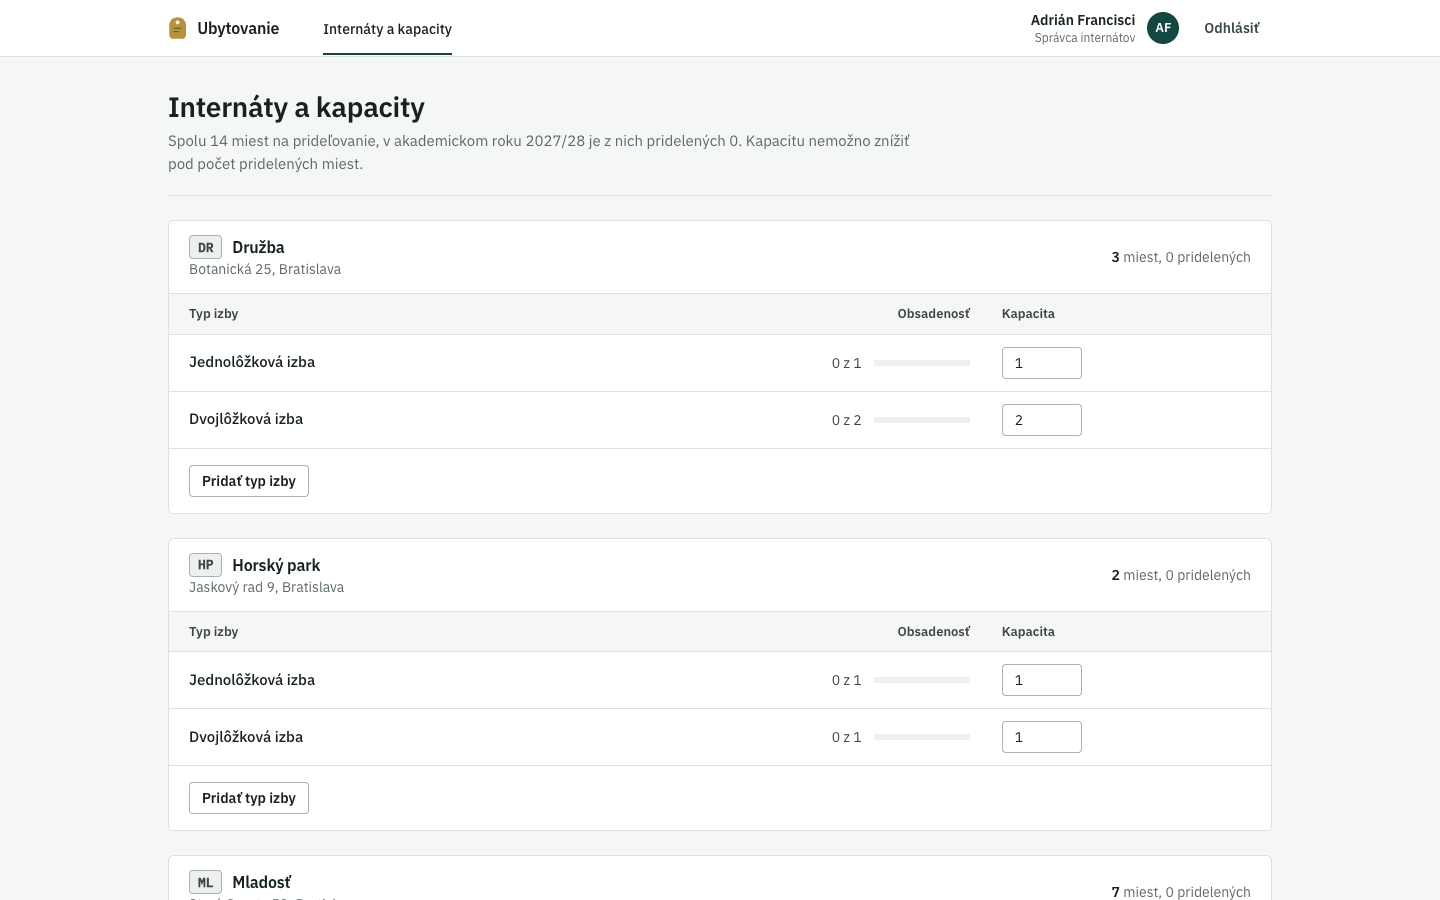 Ubytovanie
Internáty a kapacity
Adrián Francisci
Správca internátov
AF
Odhlásiť
Internáty a kapacity
Spolu 14 miest na prideľovanie, v akademickom roku 2027/28 je z nich pridelených 0. Kapacitu nemožno znížiť
pod počet pridelených miest.
DR Družba
Botanická 25, Bratislava
3 miest, 0 pridelených
Typ izby Obsadenosť Kapacita
Jednolôžková izba 0 z 1 1
Dvojlôžková izba 0 z 2 2
Pridať typ izby
HP Horský park
Jaskový rad 9, Bratislava
2 miest, 0 pridelených
Typ izby Obsadenosť Kapacita
Jednolôžková izba 0 z 1 1
Dvojlôžková izba 0 z 1 1
Pridať typ izby
ML Mladosť
7 miest, 0 pridelených